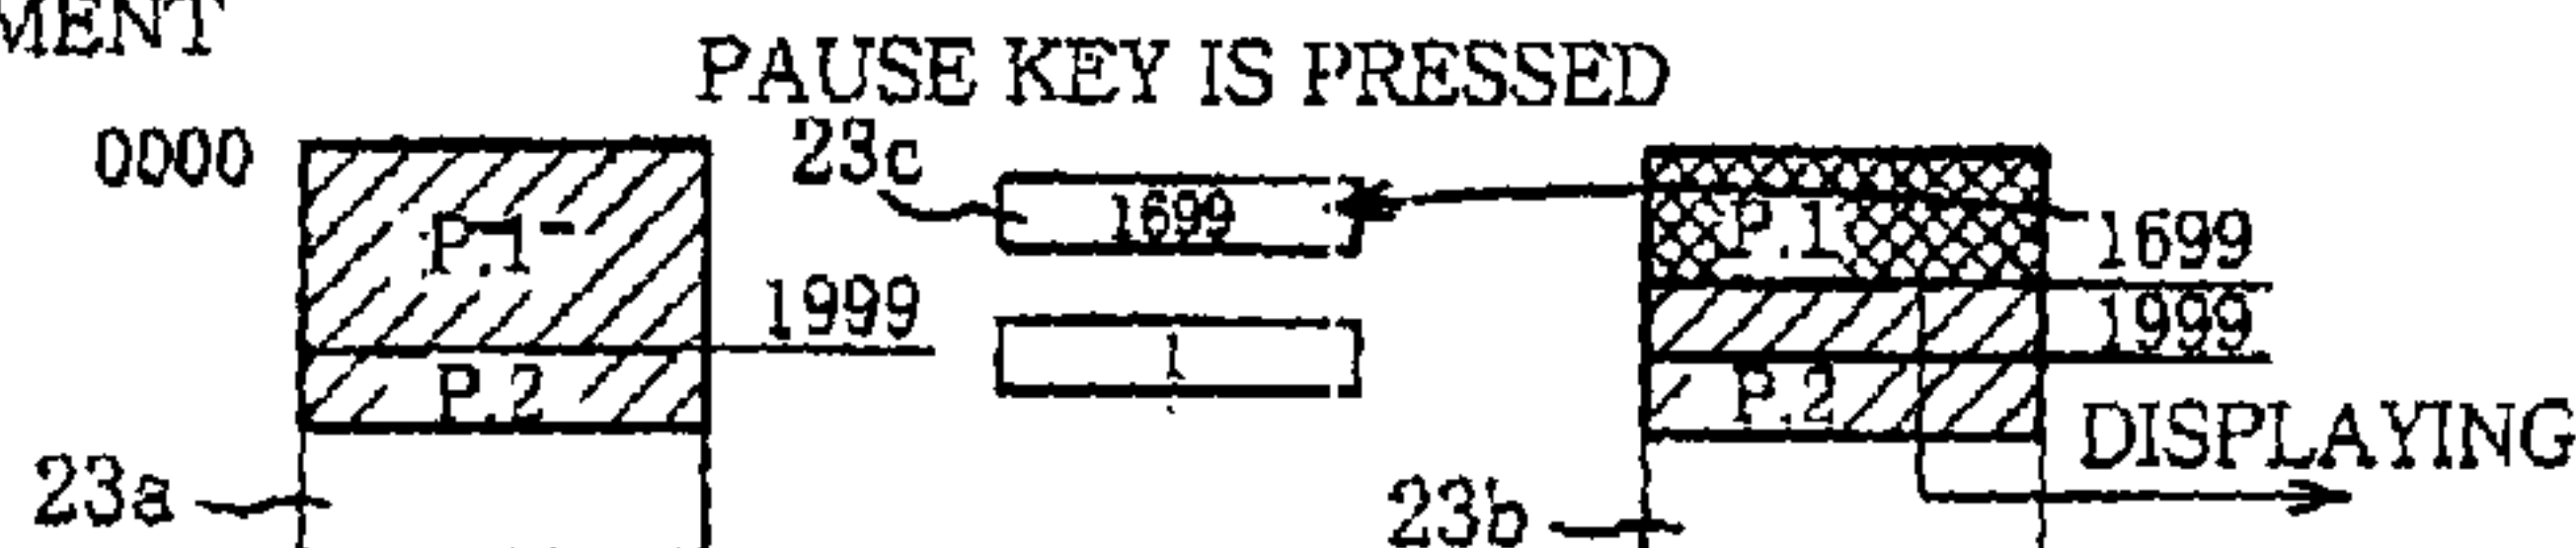 MENT
PAUSE KEY IS PRESSED
0000
23c
1699
P.1
P.1
1699
1999
1
1999
P.2
P.2
DISPLAYING
23a
23b